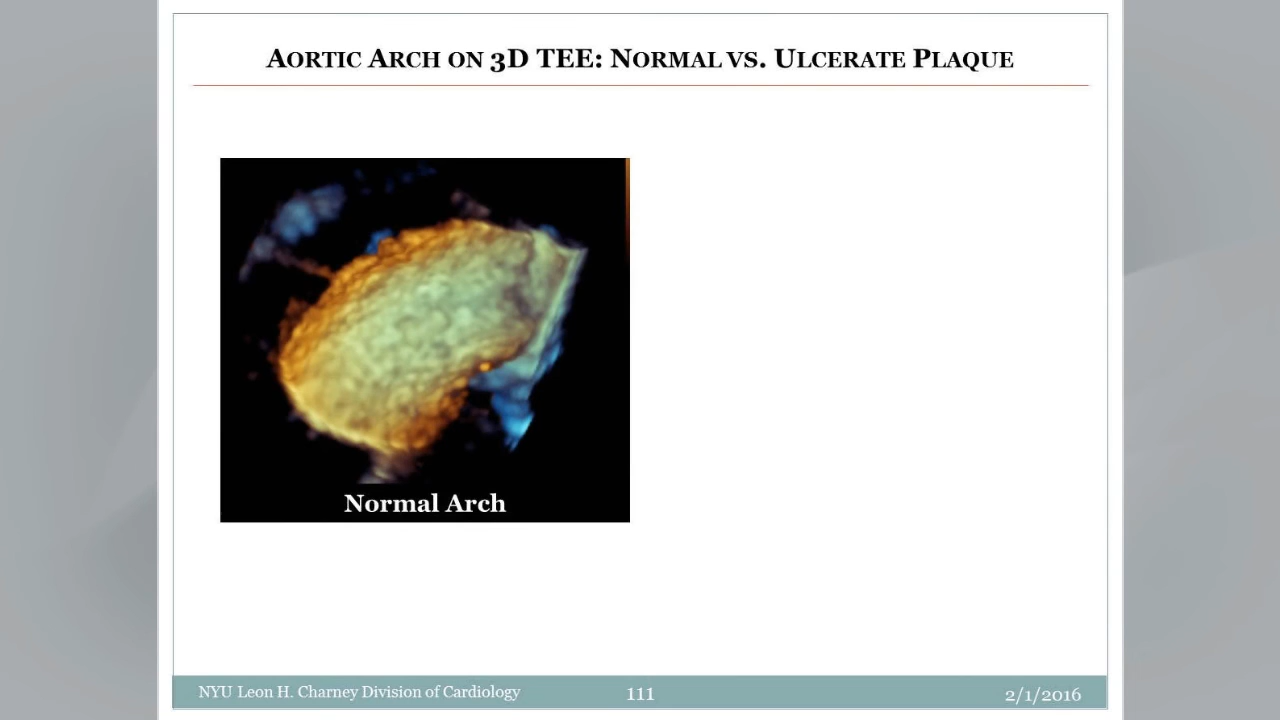 AORTIC ARCH ON 3D TEE: NORMAL VS. ULCERATE PLAQUE
Normal Arch
NYU Leon H. Charney Division of Cardiology
111
2/1/2016